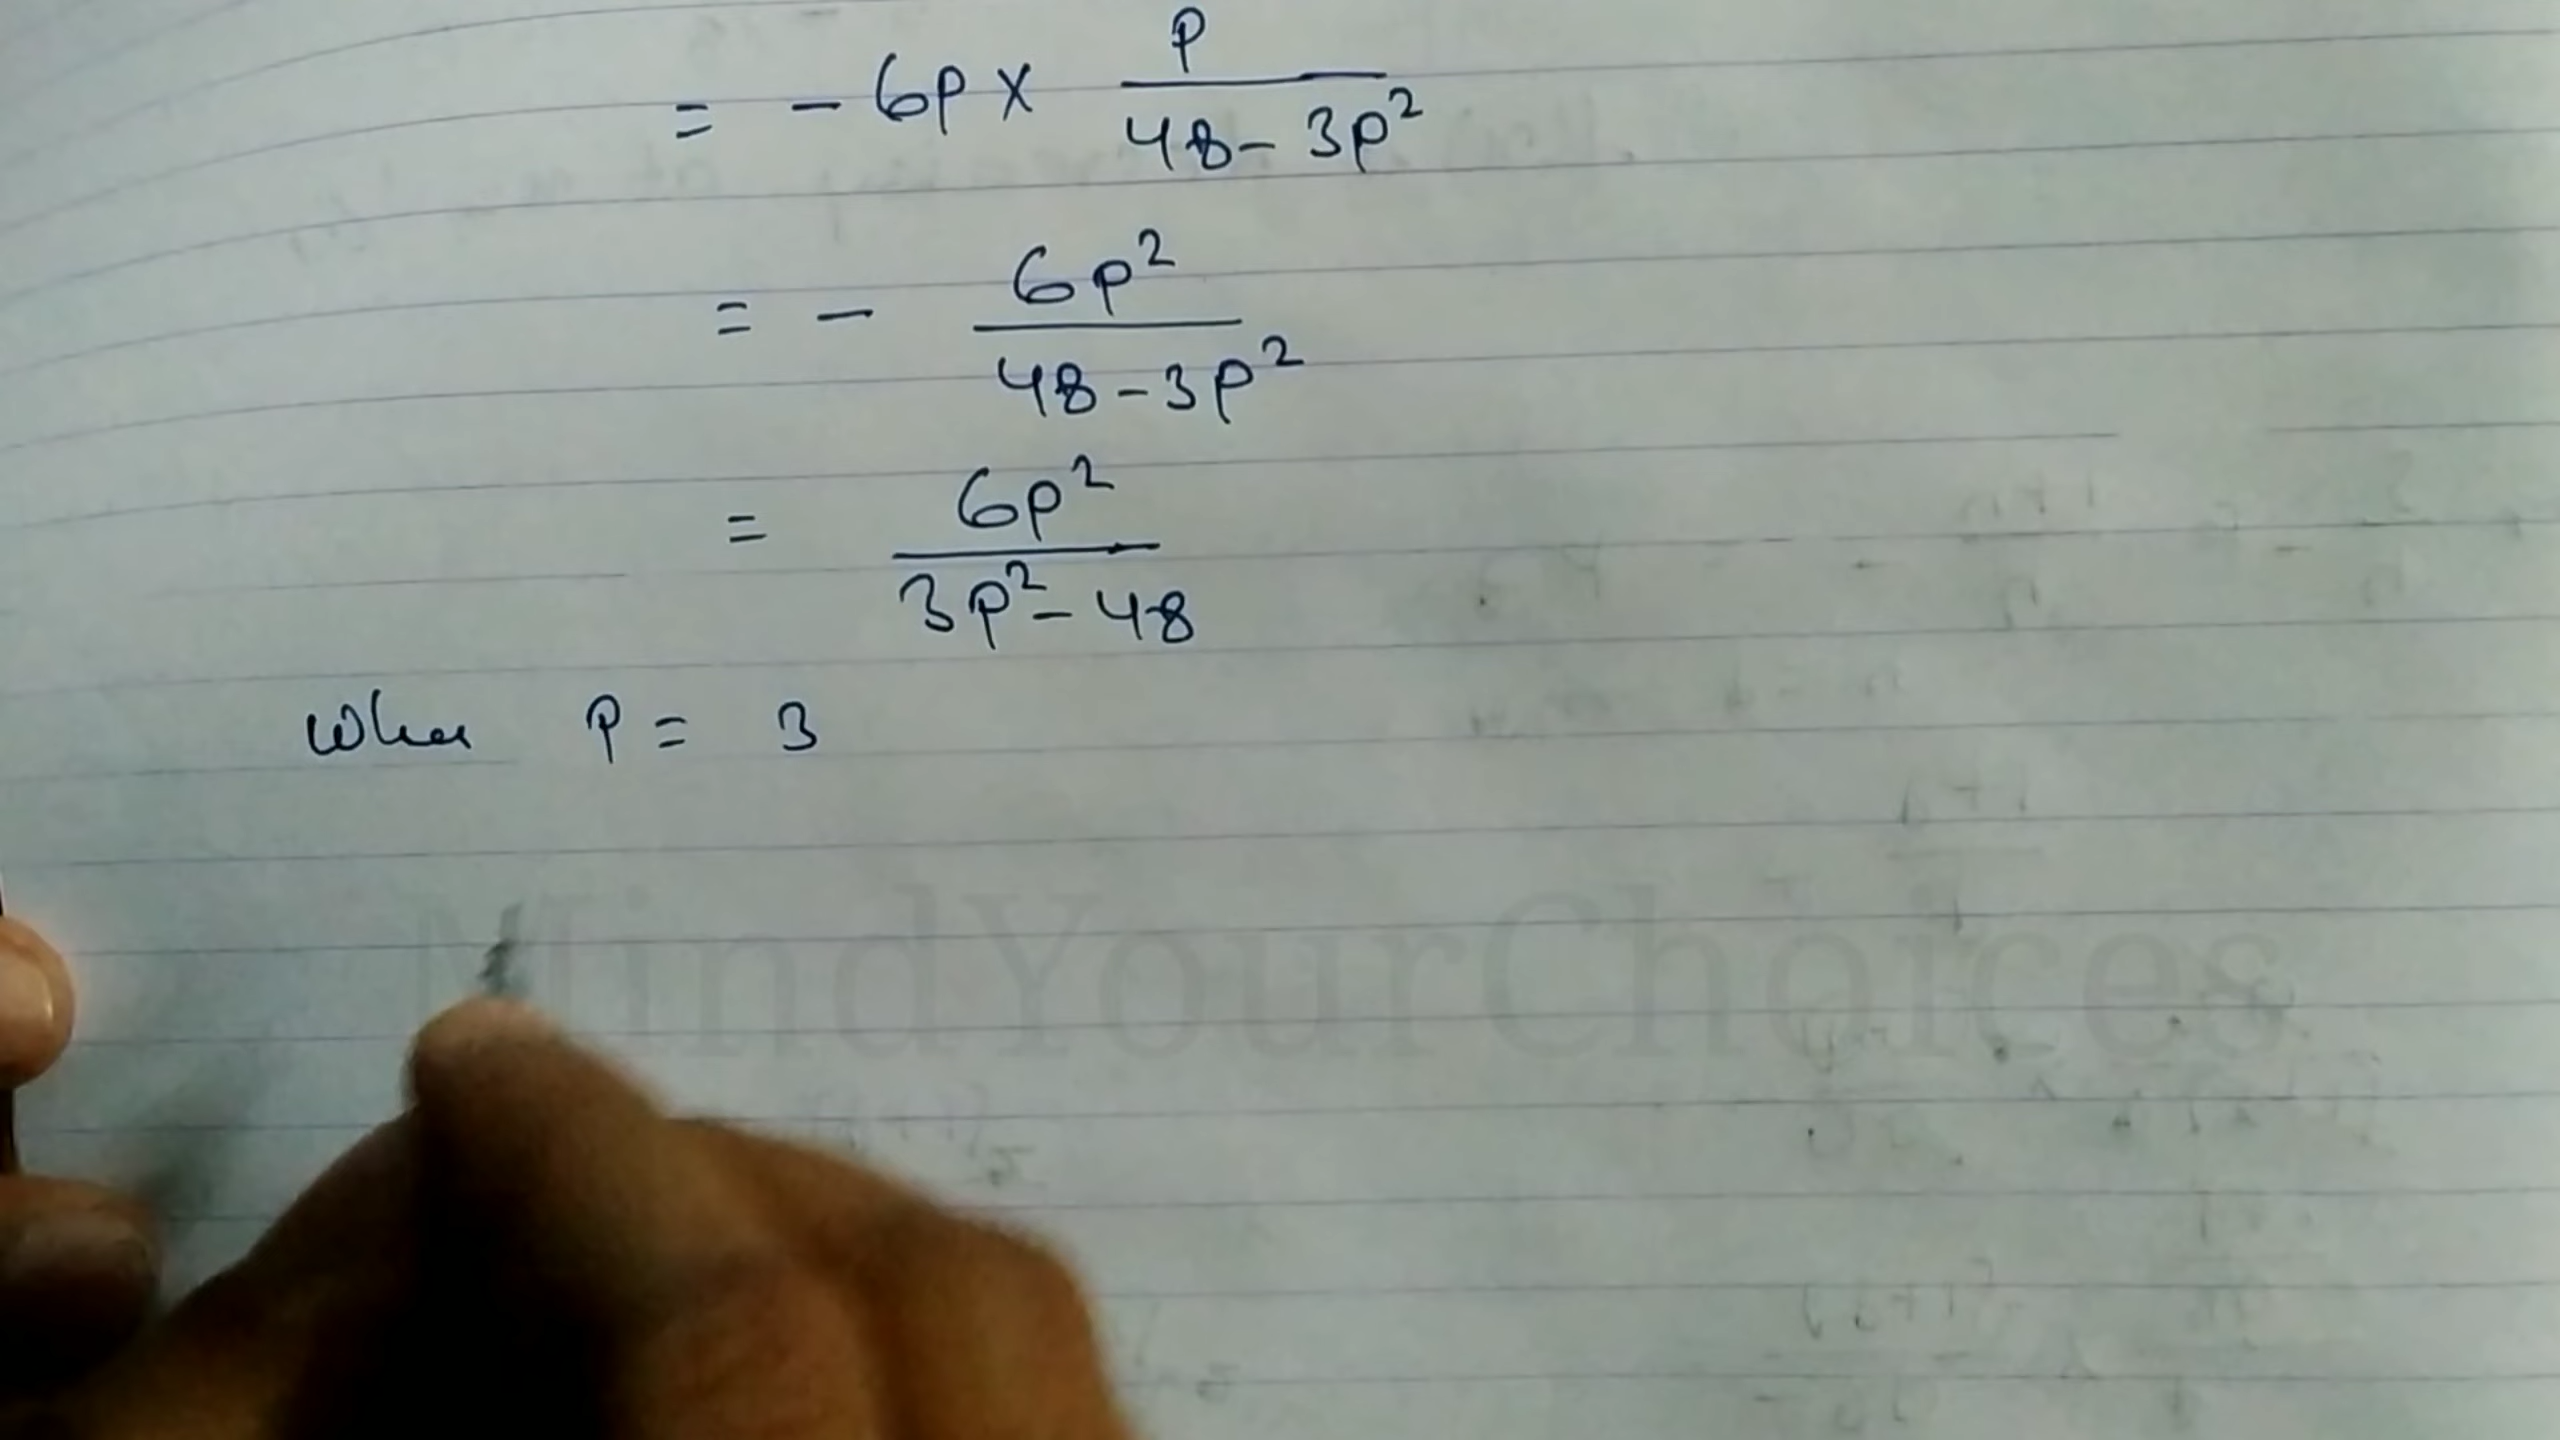 = - 6p × p / 48 - 3p²
= - 6p² / 48 - 3p²
= 6p² / 3p² - 48
When P = 3
MindYourChoices